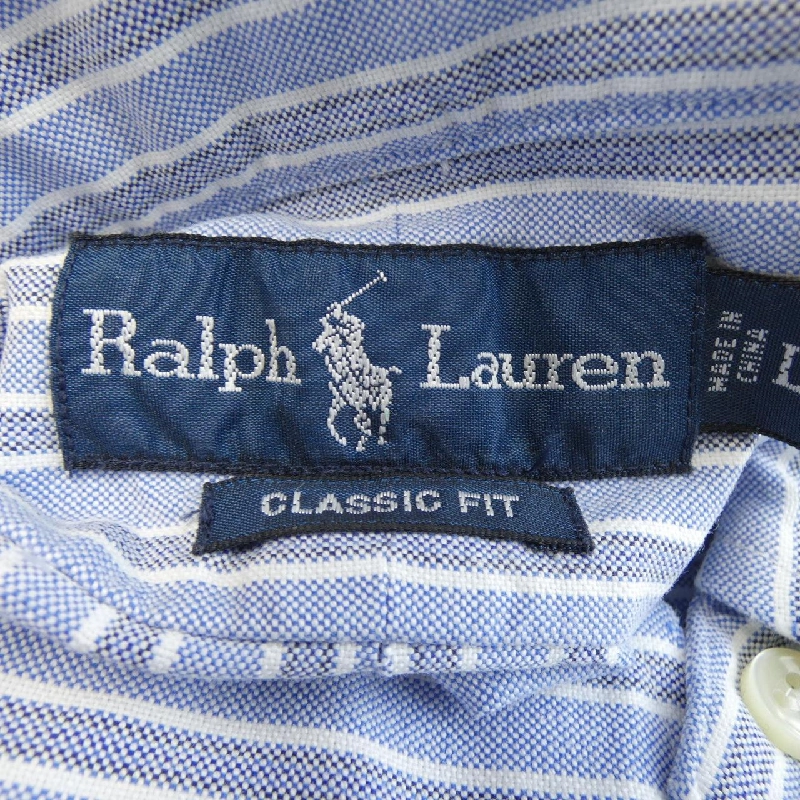 Ralph Lauren
CLASSIC FIT
MADE IN
CHINA
L